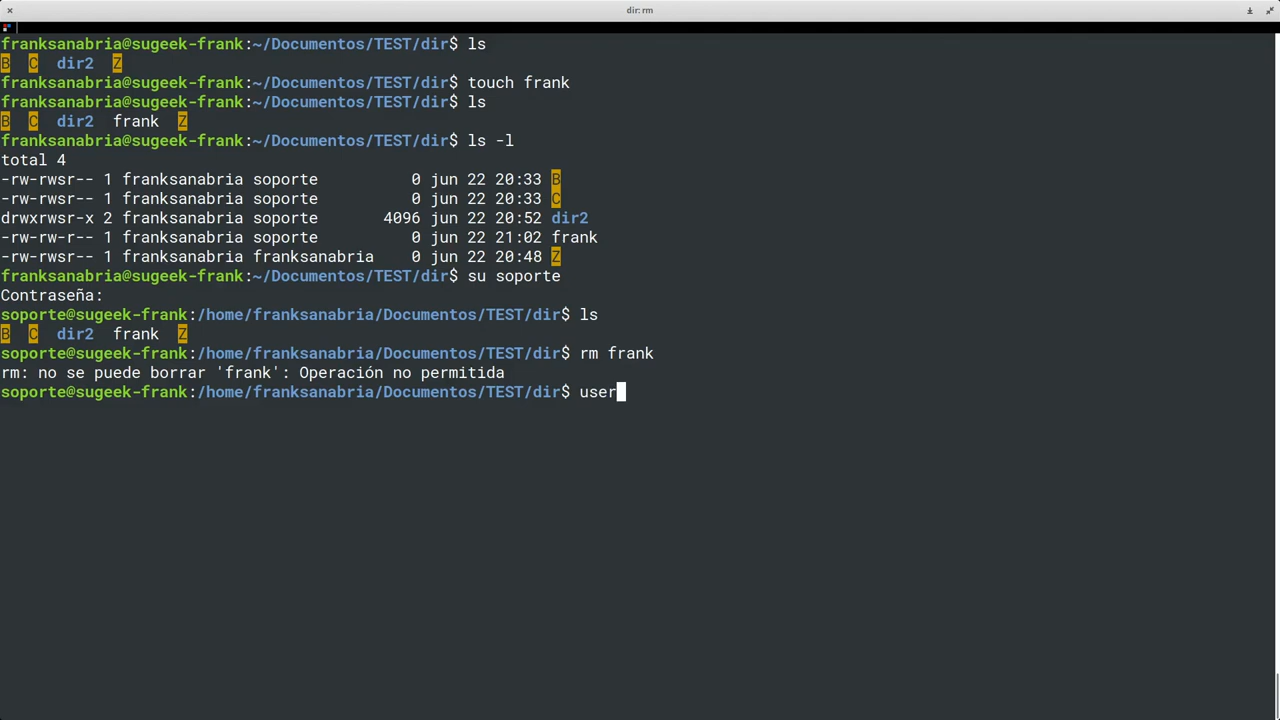 dir: rm
franksanabria@sugeek-frank:~/Documentos/TEST/dir$ ls
B  C  dir2  Z
franksanabria@sugeek-frank:~/Documentos/TEST/dir$ touch frank
franksanabria@sugeek-frank:~/Documentos/TEST/dir$ ls
B  C  dir2  frank  Z
franksanabria@sugeek-frank:~/Documentos/TEST/dir$ ls -l
total 4
-rw-rwsr-- 1 franksanabria soporte          0 jun 22 20:33 B
-rw-rwsr-- 1 franksanabria soporte          0 jun 22 20:33 C
drwxrwsr-x 2 franksanabria soporte       4096 jun 22 20:52 dir2
-rw-rw-r-- 1 franksanabria soporte          0 jun 22 21:02 frank
-rw-rwsr-- 1 franksanabria franksanabria    0 jun 22 20:48 Z
franksanabria@sugeek-frank:~/Documentos/TEST/dir$ su soporte
Contraseña:
soporte@sugeek-frank:/home/franksanabria/Documentos/TEST/dir$ ls
B  C  dir2  frank  Z
soporte@sugeek-frank:/home/franksanabria/Documentos/TEST/dir$ rm frank
rm: no se puede borrar 'frank': Operación no permitida
soporte@sugeek-frank:/home/franksanabria/Documentos/TEST/dir$ user